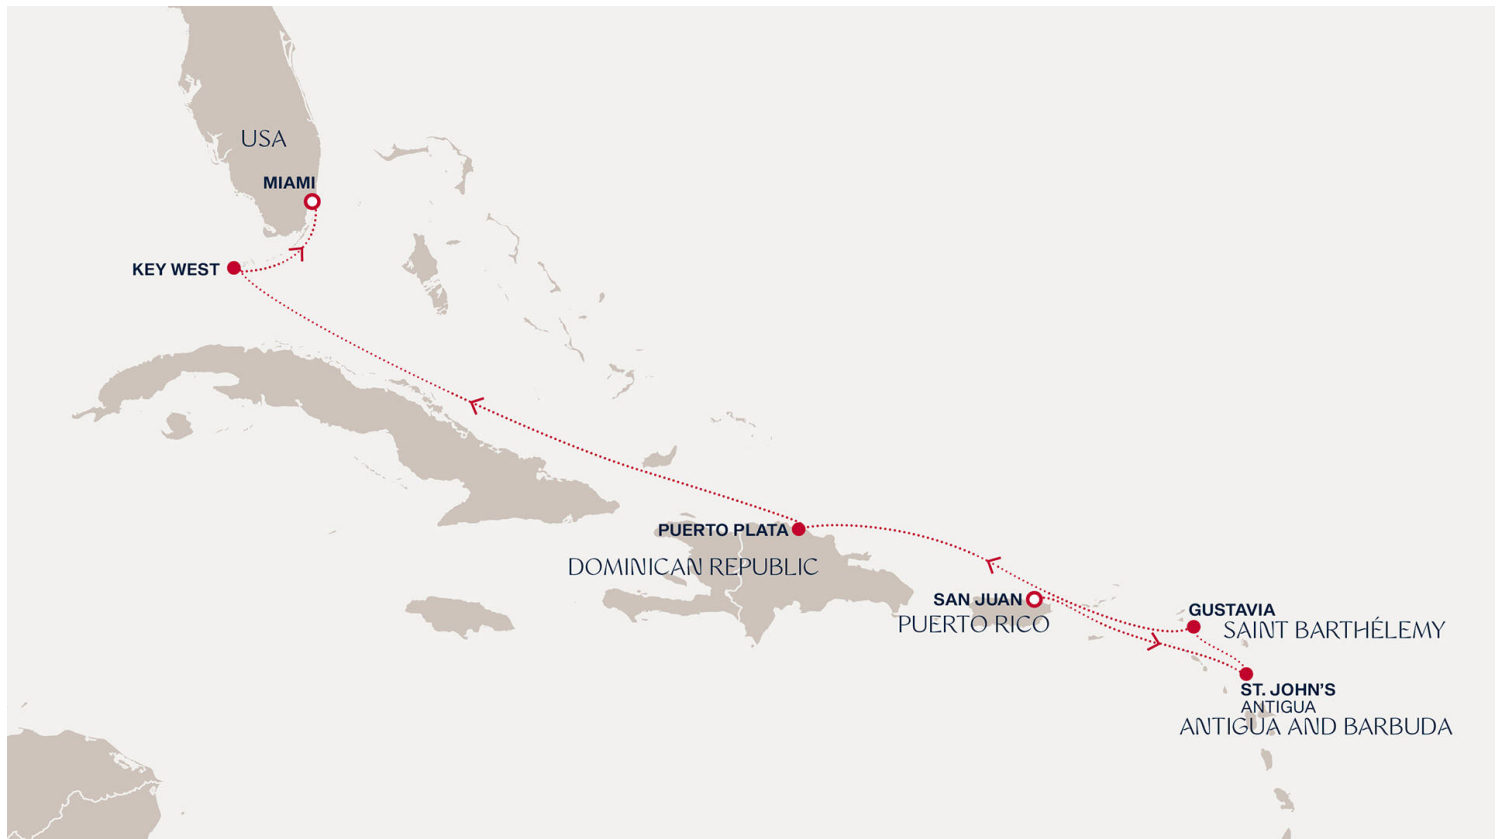 USA
MIAMI
KEY WEST
PUERTO PLATA
DOMINICAN REPUBLIC
SAN JUAN
PUERTO RICO
GUSTAVIA
SAINT BARTHÉLEMY
ST. JOHN'S
ANTIGUA
ANTIGUA AND BARBUDA